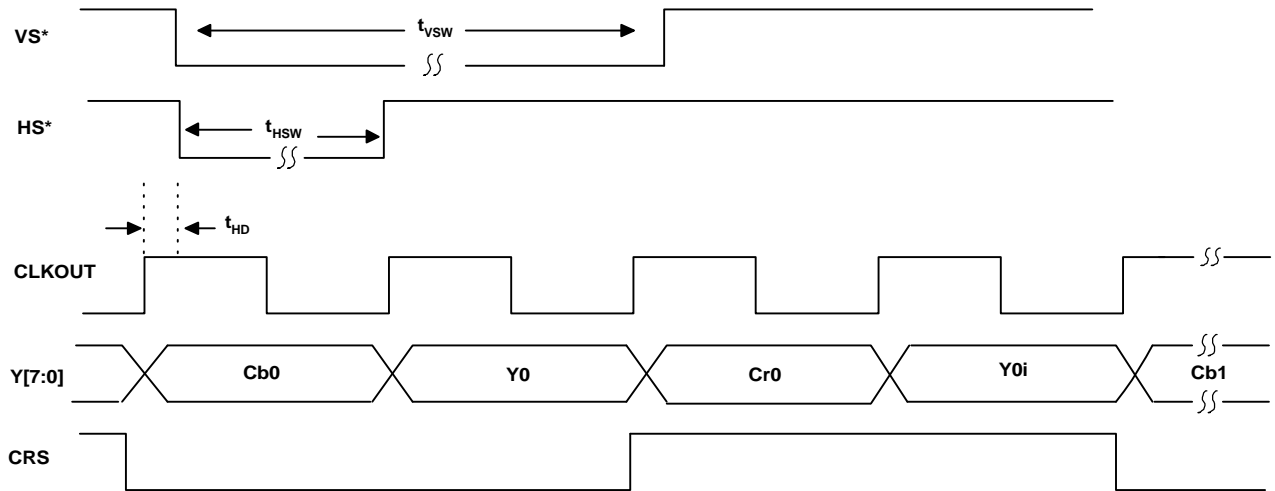 VS*
tVSW
HS*
tHSW
tHD
CLKOUT
Y[7:0]
Cb0
Y0
Cr0
Y0i
Cb1
CRS